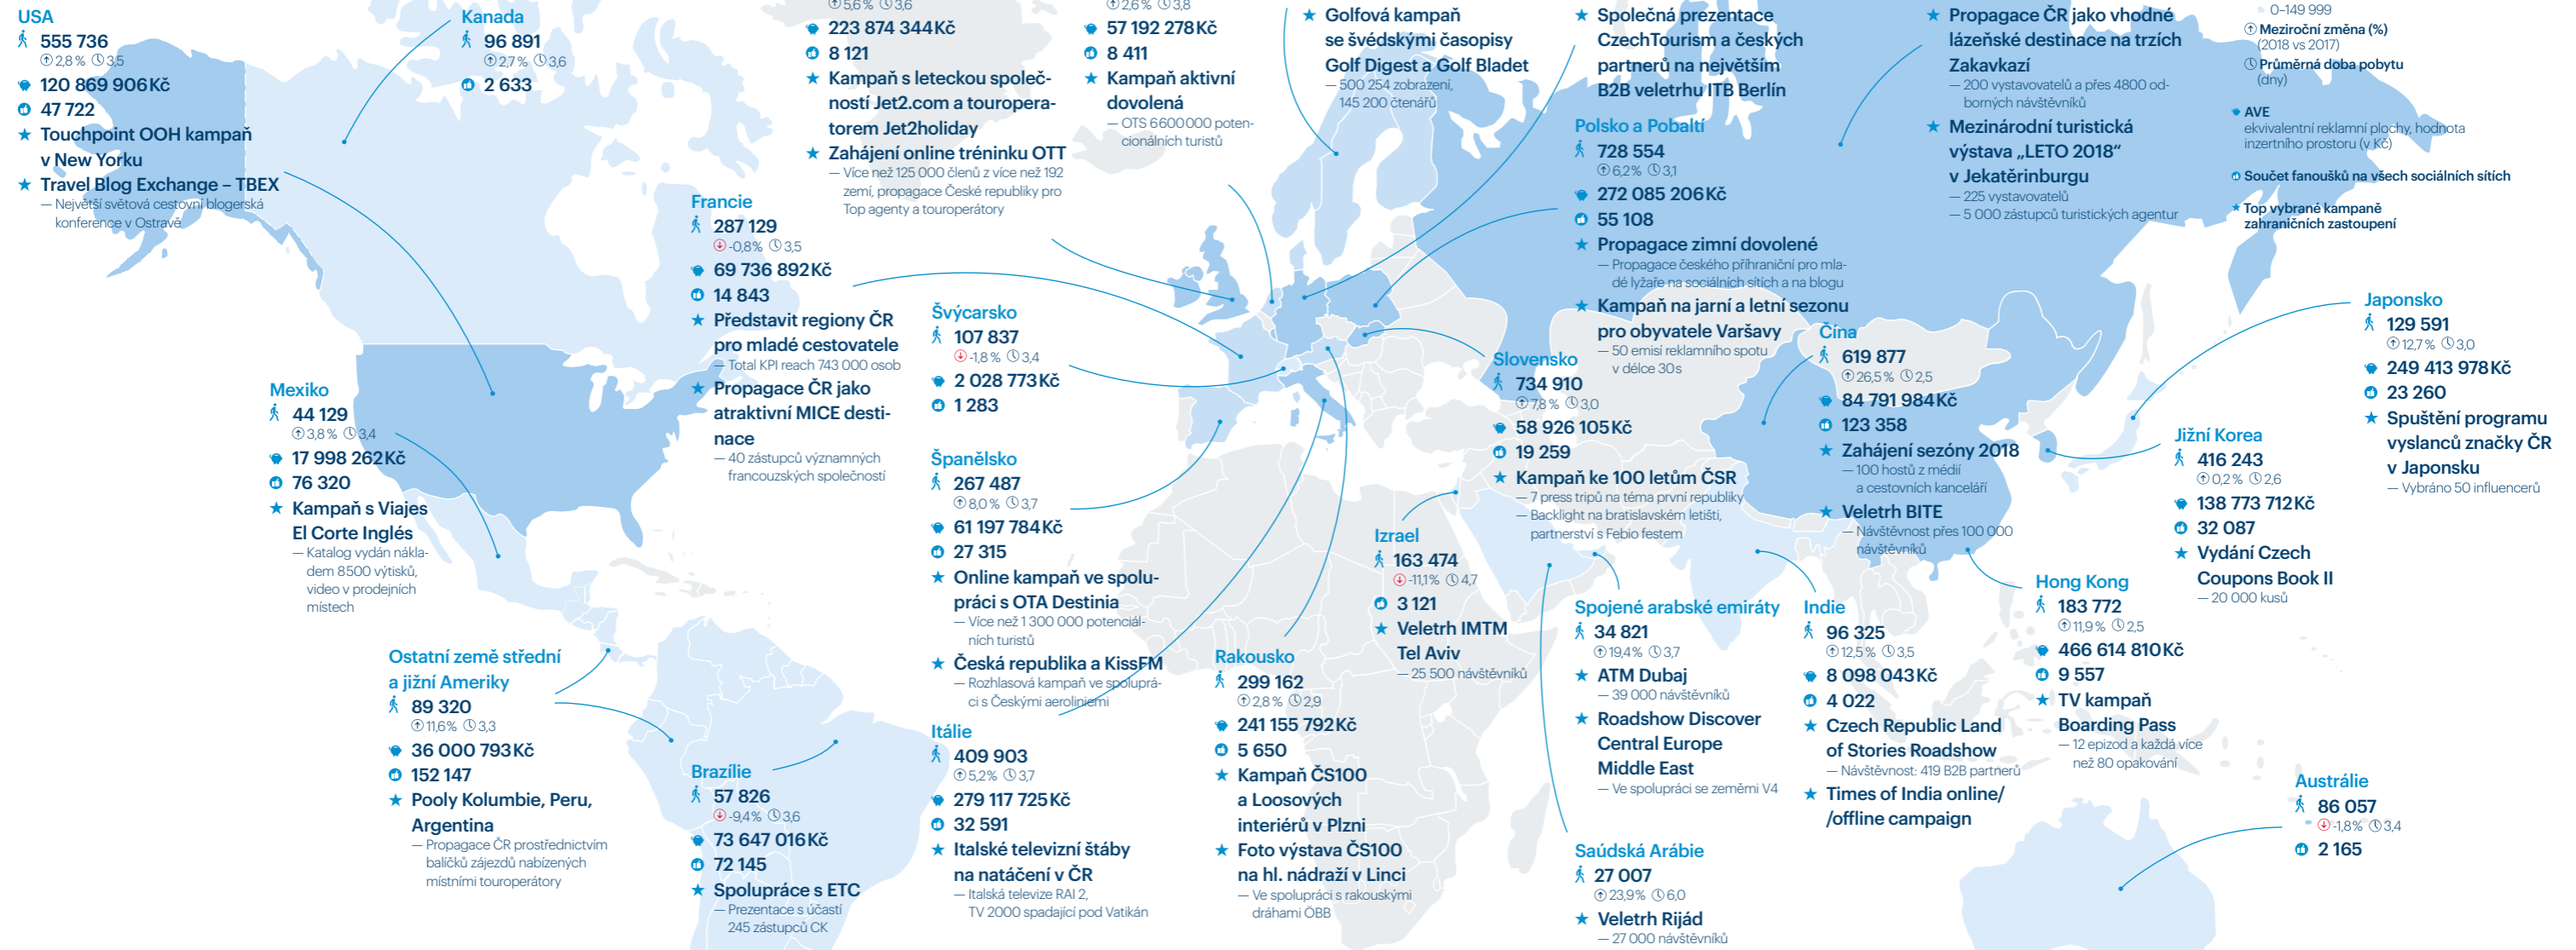 USA
555 736
2,8 % 3,5
120 869 906 Kč
47 722
Touchpoint OOH kampaň
v New Yorku
Travel Blog Exchange – TBEX
— Největší světová cestovní blogerská
konference v Ostravě
Kanada
96 891
2,7 % 3,6
2 633
5,6 % 3,6
223 874 344 Kč
8 121
Kampaň s leteckou společ-
ností Jet2.com a touropera-
torem Jet2holiday
Zahájení online tréninku OTT
— Více než 125 000 členů z více než 192
zemí, propagace České republiky pro
Top agenty a touroperátory
2,6 % 3,8
57 192 278 Kč
8 411
Kampaň aktivní
dovolená
— OTS 6 600 000 poten-
cionálních turistů
Golfová kampaň
se švédskými časopisy
Golf Digest a Golf Bladet
— 500 254 zobrazení,
145 200 čtenářů
Společná prezentace
CzechTourism a českých
partnerů na největším
B2B veletrhu ITB Berlín
Polsko a Pobaltí
728 554
6,2 % 3,1
272 085 206 Kč
55 108
Propagace zimní dovolené
— Propagace českého příhraniční pro mla-
dé lyžaře na sociálních sítích a na blogu
Kampaň na jarní a letní sezonu
pro obyvatele Varšavy
— 50 emisí reklamního spotu
v délce 30 s
Propagace ČR jako vhodné
lázeňské destinace na trzích
Zakavkazí
— 200 vystavovatelů a přes 4800 od-
borných návštěvníků
Mezinárodní turistická
výstava „LETO 2018“
v Jekatěrinburgu
— 225 vystavovatelů
— 5 000 zástupců turistických agentur
0–149 999
Meziroční změna (%)
(2018 vs 2017)
Průměrná doba pobytu
(dny)
AVE
ekvivalentní reklamní plochy, hodnota
inzertního prostoru (v Kč)
Součet fanoušků na všech sociálních sítích
Top vybrané kampaně
zahraničních zastoupení
Francie
287 129
-0,8 % 3,5
69 736 892 Kč
14 843
Představit regiony ČR
pro mladé cestovatele
— Total KPI reach 743 000 osob
Propagace ČR jako
atraktivní MICE desti-
nace
— 40 zástupců významných
francouzských společností
Švýcarsko
107 837
-1,8 % 3,4
2 028 773 Kč
1 283
Španělsko
267 487
8,0 % 3,7
61 197 784 Kč
27 315
Online kampaň ve spolu-
práci s OTA Destinia
— Více než 1 300 000 potenciál-
ních turistů
Česká republika a KissFM
— Rozhlasová kampaň ve spoluprá-
ci s Českými aeroliniemi
Itálie
409 903
5,2 % 3,7
279 117 725 Kč
32 591
Italské televizní štáby
na natáčení v ČR
— Italská televize RAI 2,
TV 2000 spadající pod Vatikán
Mexiko
44 129
3,8 % 3,4
17 998 262 Kč
76 320
Kampaň s Viajes
El Corte Inglés
— Katalog vydán nákla-
dem 8500 výtisků,
video v prodejních
místech
Ostatní země střední
a jižní Ameriky
89 320
11,6 % 3,3
36 000 793 Kč
152 147
Pooly Kolumbie, Peru,
Argentina
— Propagace ČR prostřednictvím
balíčků zájezdů nabízených
místními touroperátory
Brazílie
57 826
-9,4 % 3,6
73 647 016 Kč
72 145
Spolupráce s ETC
— Prezentace s účastí
245 zástupců CK
Rakousko
299 162
2,8 % 2,9
241 155 792 Kč
5 650
Kampaň ČS100
a Loosových
interiérů v Plzni
Foto výstava ČS100
na hl. nádraží v Linci
— Ve spolupráci s rakouskými
dráhami ÖBB
Slovensko
734 910
7,8 % 3,0
58 926 105 Kč
19 259
Kampaň ke 100 letům ČSR
— 7 press tripů na téma první republiky
— Backlight na bratislavském letišti,
partnerství s Febio festem
Izrael
163 474
-11,1 % 4,7
3 121
Veletrh IMTM
Tel Aviv
— 25 500 návštěvníků
Spojené arabské emiráty
34 821
19,4 % 3,7
ATM Dubaj
— 39 000 návštěvníků
Roadshow Discover
Central Europe
Middle East
— Ve spolupráci se zeměmi V4
Saúdská Arábie
27 007
23,9 % 6,0
Veletrh Rijád
— 27 000 návštěvníků
Čína
619 877
26,5 % 2,5
84 791 984 Kč
123 358
Zahájení sezóny 2018
— 100 hostů z médií
a cestovních kanceláří
Veletrh BITE
— Návštěvnost přes 100 000
návštěvníků
Indie
96 325
12,5 % 3,5
8 098 043 Kč
4 022
Czech Republic Land
of Stories Roadshow
— Návštěvnost: 419 B2B partnerů
Times of India online/
/offline campaign
Hong Kong
183 772
11,9 % 2,5
466 614 810 Kč
9 557
TV kampaň
Boarding Pass
— 12 epizod a každá více
než 80 opakování
Jižní Korea
416 243
0,2 % 2,6
138 773 712 Kč
32 087
Vydání Czech
Coupons Book II
— 20 000 kusů
Japonsko
129 591
12,7 % 3,0
249 413 978 Kč
23 260
Spuštění programu
vyslanců značky ČR
v Japonsku
— Vybráno 50 influencerů
Austrálie
86 057
-1,8 % 3,4
2 165